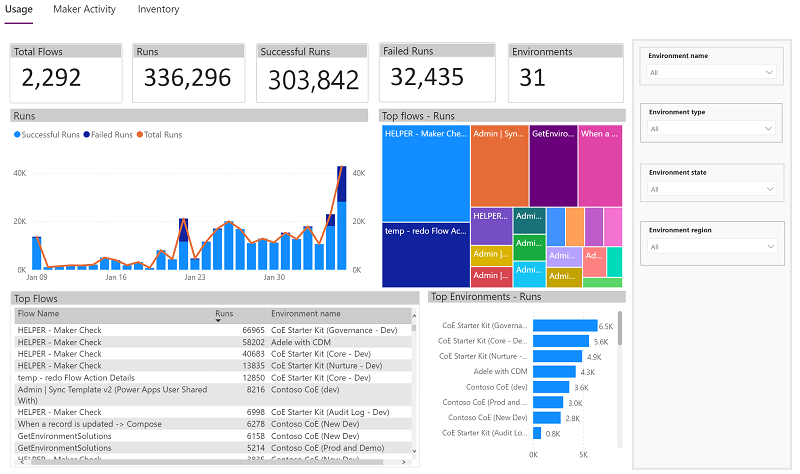 Usage Maker Activity Inventory
Total Flows Runs Successful Runs Failed Runs Environments
2,292 336,296 303,842 32,435 31
Environment name
All
Environment type
All
Environment state
All
Environment region
All
Runs
Successful Runs Failed Runs Total Runs
40K 40K
20K 20K
0K 0K
Jan 09 Jan 16 Jan 23 Jan 30
Top flows - Runs
HELPER - Maker Chec... Admin | Sync... GetEnviro... When a ...
temp - redo Flow Ac... HELPER... Admi...
Admi...
Admin |... Admi... Ad...
Admin |... Admi... Admi...
Top Flows
Flow Name Runs Environment name
HELPER - Maker Check 66965 CoE Starter Kit (Governance - Dev)
HELPER - Maker Check 58202 Adele with CDM
HELPER - Maker Check 40683 CoE Starter Kit (Core - Dev)
HELPER - Maker Check 13835 CoE Starter Kit (Nurture - Dev)
temp - redo Flow Action Details 12850 CoE Starter Kit (Core - Dev)
Admin | Sync Template v2 (Power Apps User Shared 8216 CoE Starter Kit (dev)
With)
HELPER - Maker Check 6998 CoE Starter Kit (Audit Log - Dev)
When a record is updated -> Compose 6278 Contoso CoE (New Dev)
GetEnvironmentSolutions 6158 Contoso CoE (New Dev)
GetEnvironmentSolutions 5214 Contoso CoE (Prod and Demo)
HELPER - Maker Check 3835 Contoso CoE (New Dev)
Top Environments - Runs
CoE Starter Kit (Governa... 6.5K
CoE Starter Kit (Core - D... 5.6K
CoE Starter Kit (Nurture -... 4.9K
Adele with CDM 4.3K
Contoso CoE (dev) 3.6K
Contoso CoE (Prod and ... 3.0K
Contoso CoE (New Dev) 2.8K
CoE Starter Kit (Audit Lo... 0.8K
0K 5K